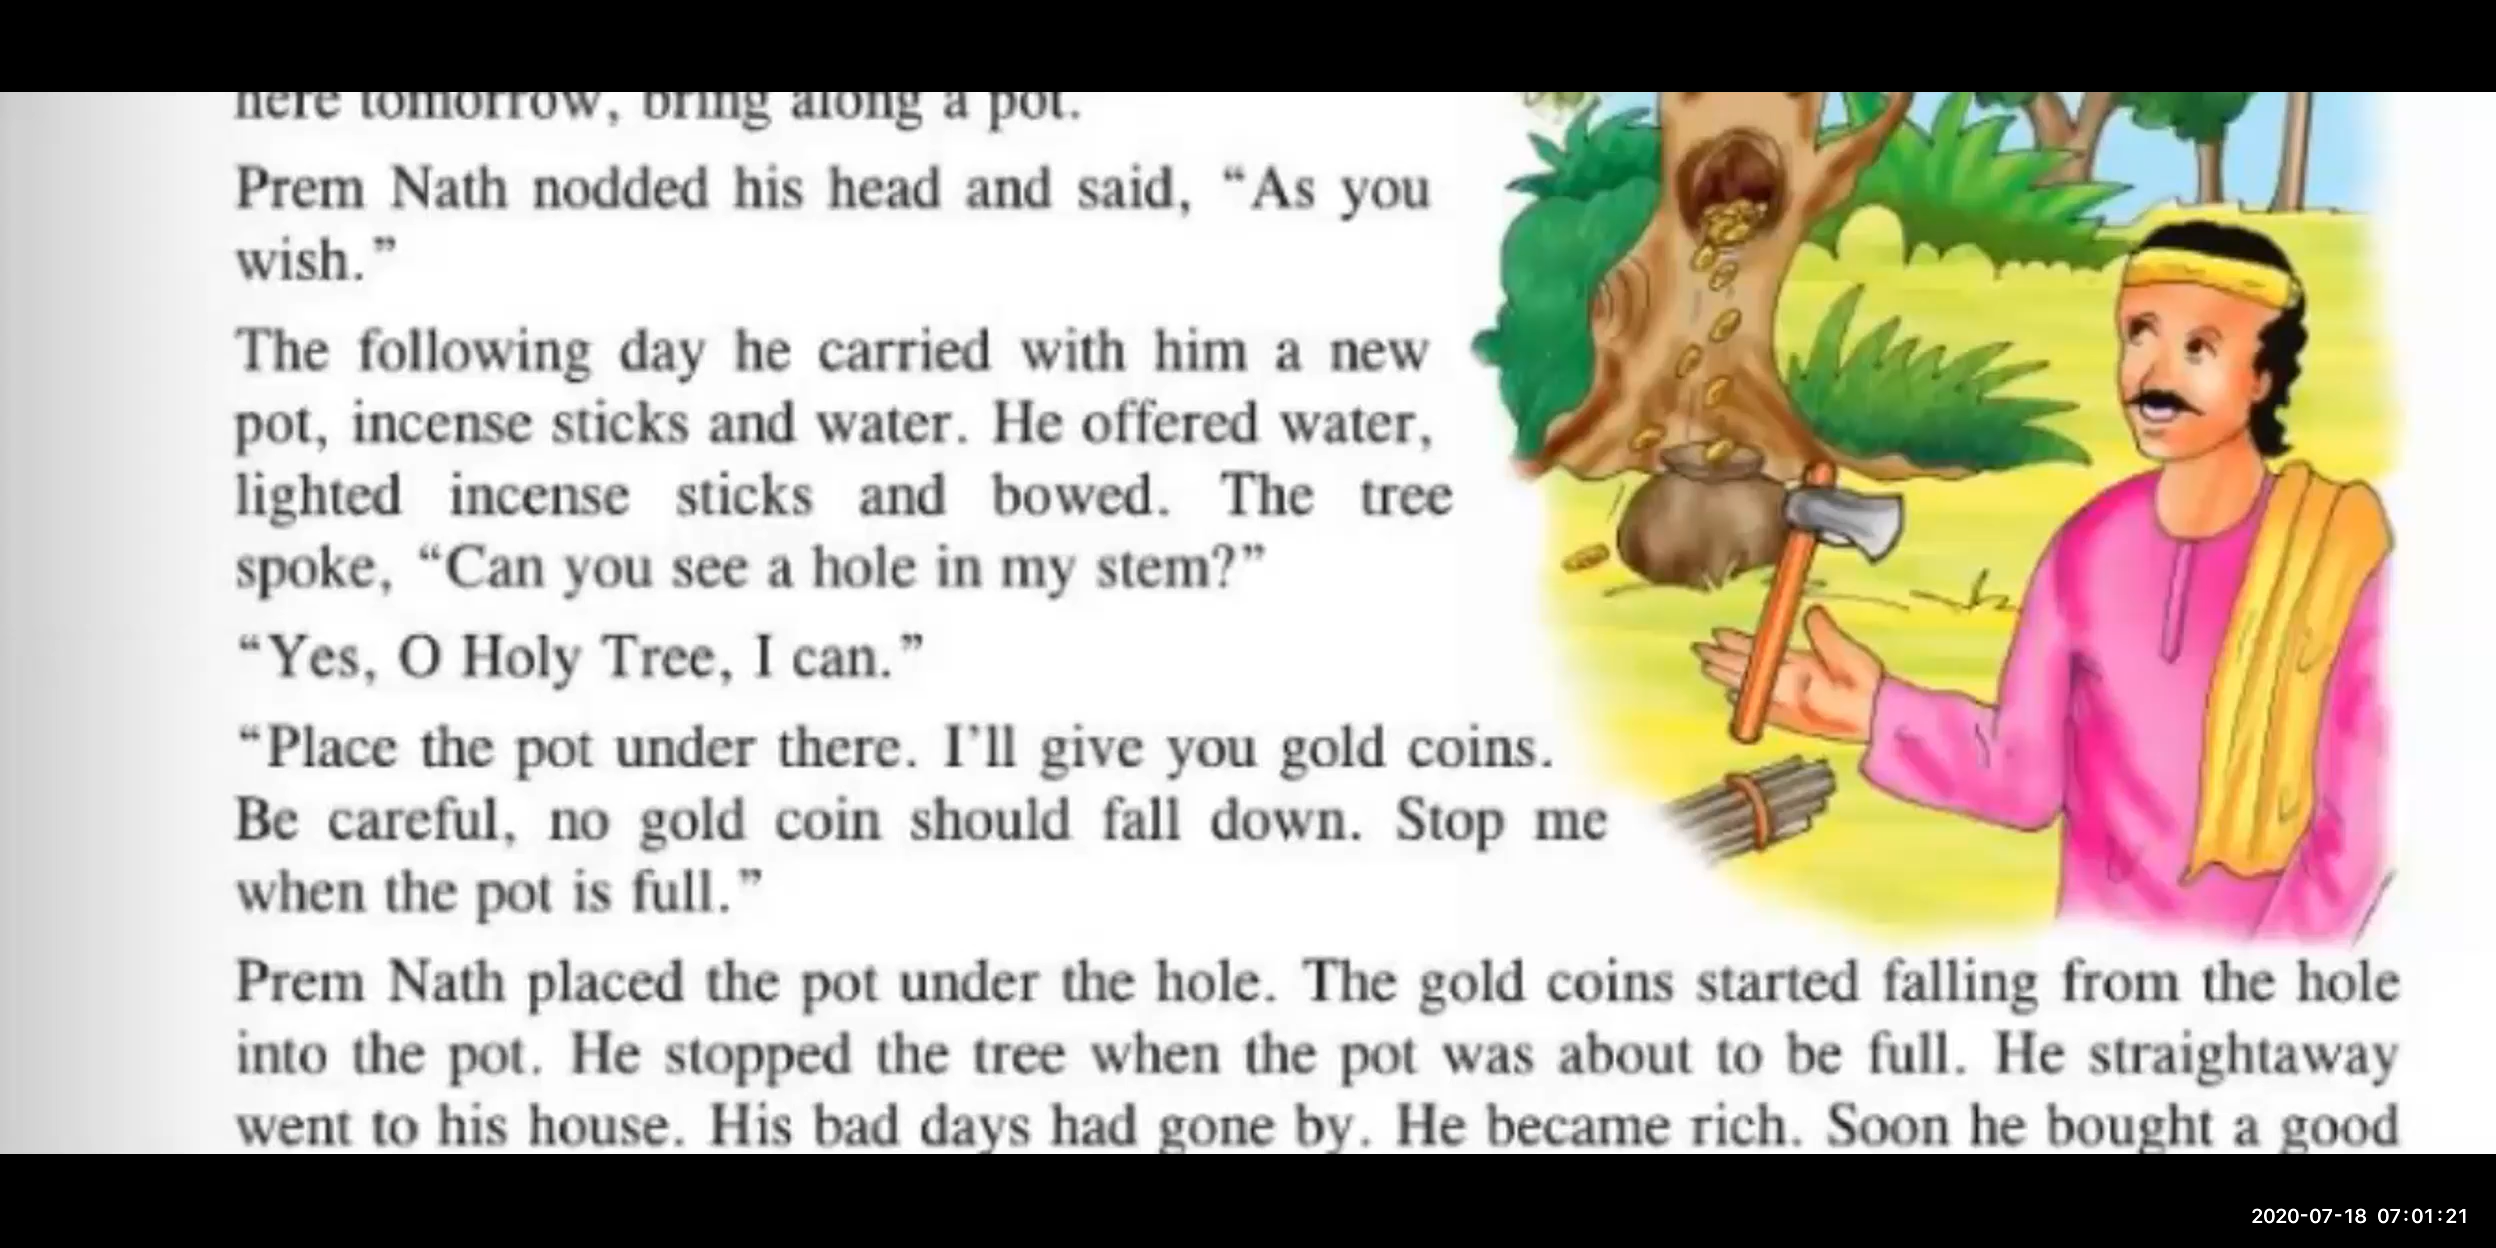 here tomorrow, bring along a pot.
Prem Nath nodded his head and said, “As you
wish.”
The following day he carried with him a new
pot, incense sticks and water. He offered water,
lighted incense sticks and bowed. The tree
spoke, “Can you see a hole in my stem?”
“Yes, O Holy Tree, I can.”
“Place the pot under there. I’ll give you gold coins.
Be careful, no gold coin should fall down. Stop me
when the pot is full.”
Prem Nath placed the pot under the hole. The gold coins started falling from the hole
into the pot. He stopped the tree when the pot was about to be full. He straightaway
went to his house. His bad days had gone by. He became rich. Soon he bought a good
2020-07-18 07:01:21